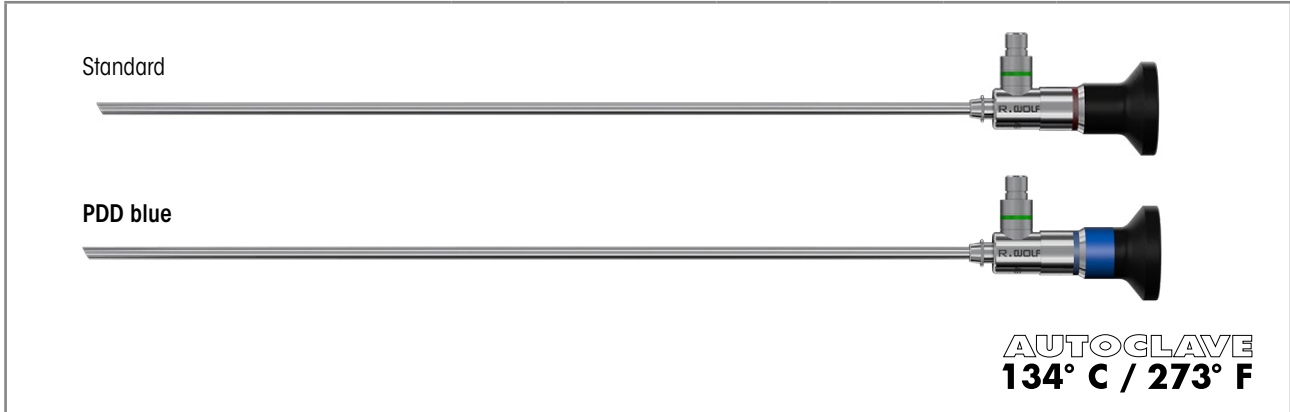 Standard
R.WOLF
PDD blue
R.WOLF
AUTOCLAVE
134° C / 273° F